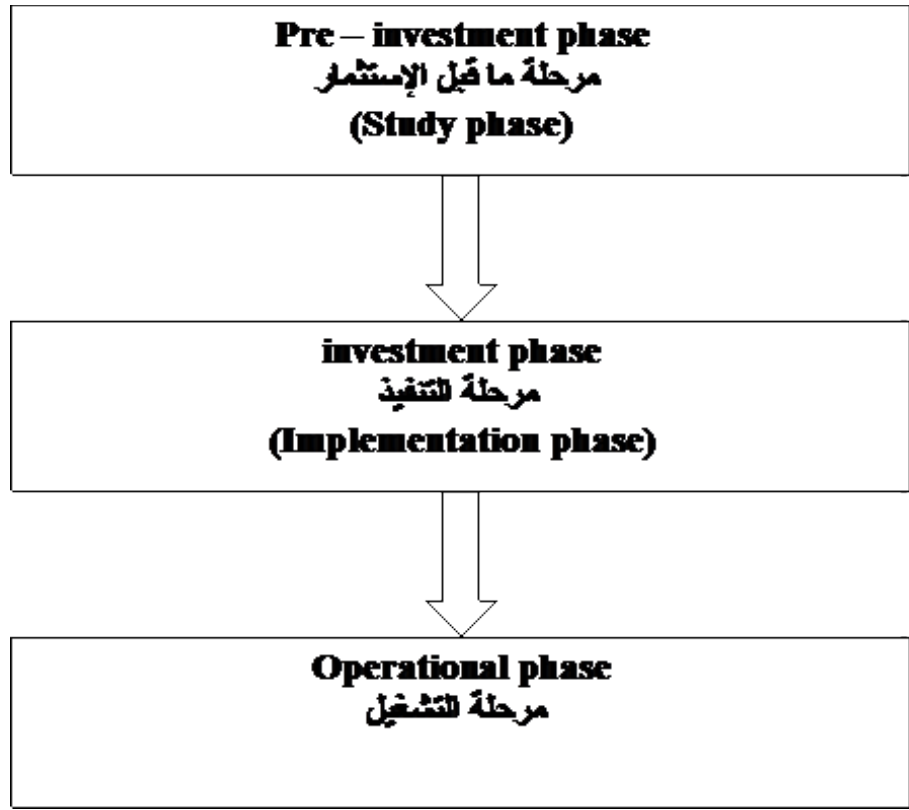 Pre – investment phase
مرحلة ما قبل الإستثمار
(Study phase)
investment phase
مرحلة التنفيذ
(Implementation phase)
Operational phase
مرحلة التشغيل